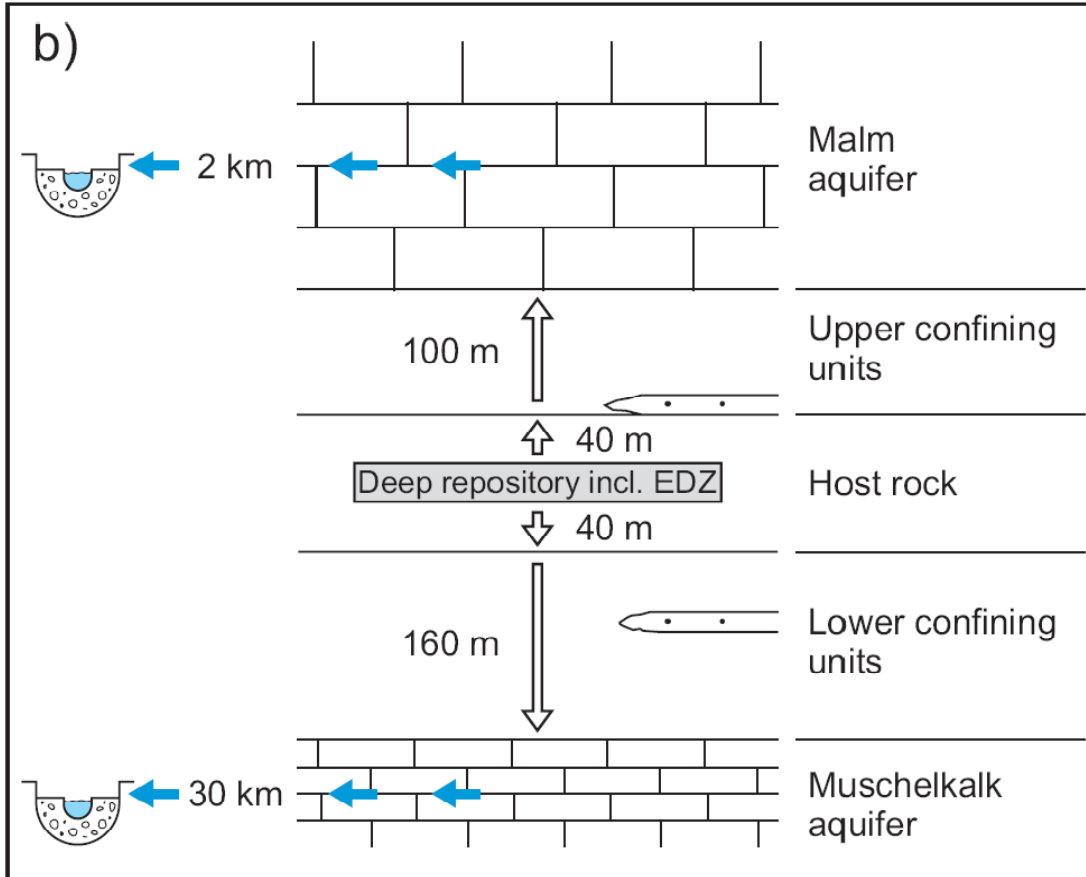 b)
2 km
Malm
aquifer
100 m
Upper confining
units
40 m
Deep repository incl. EDZ
Host rock
40 m
160 m
Lower confining
units
30 km
Muschelkalk
aquifer